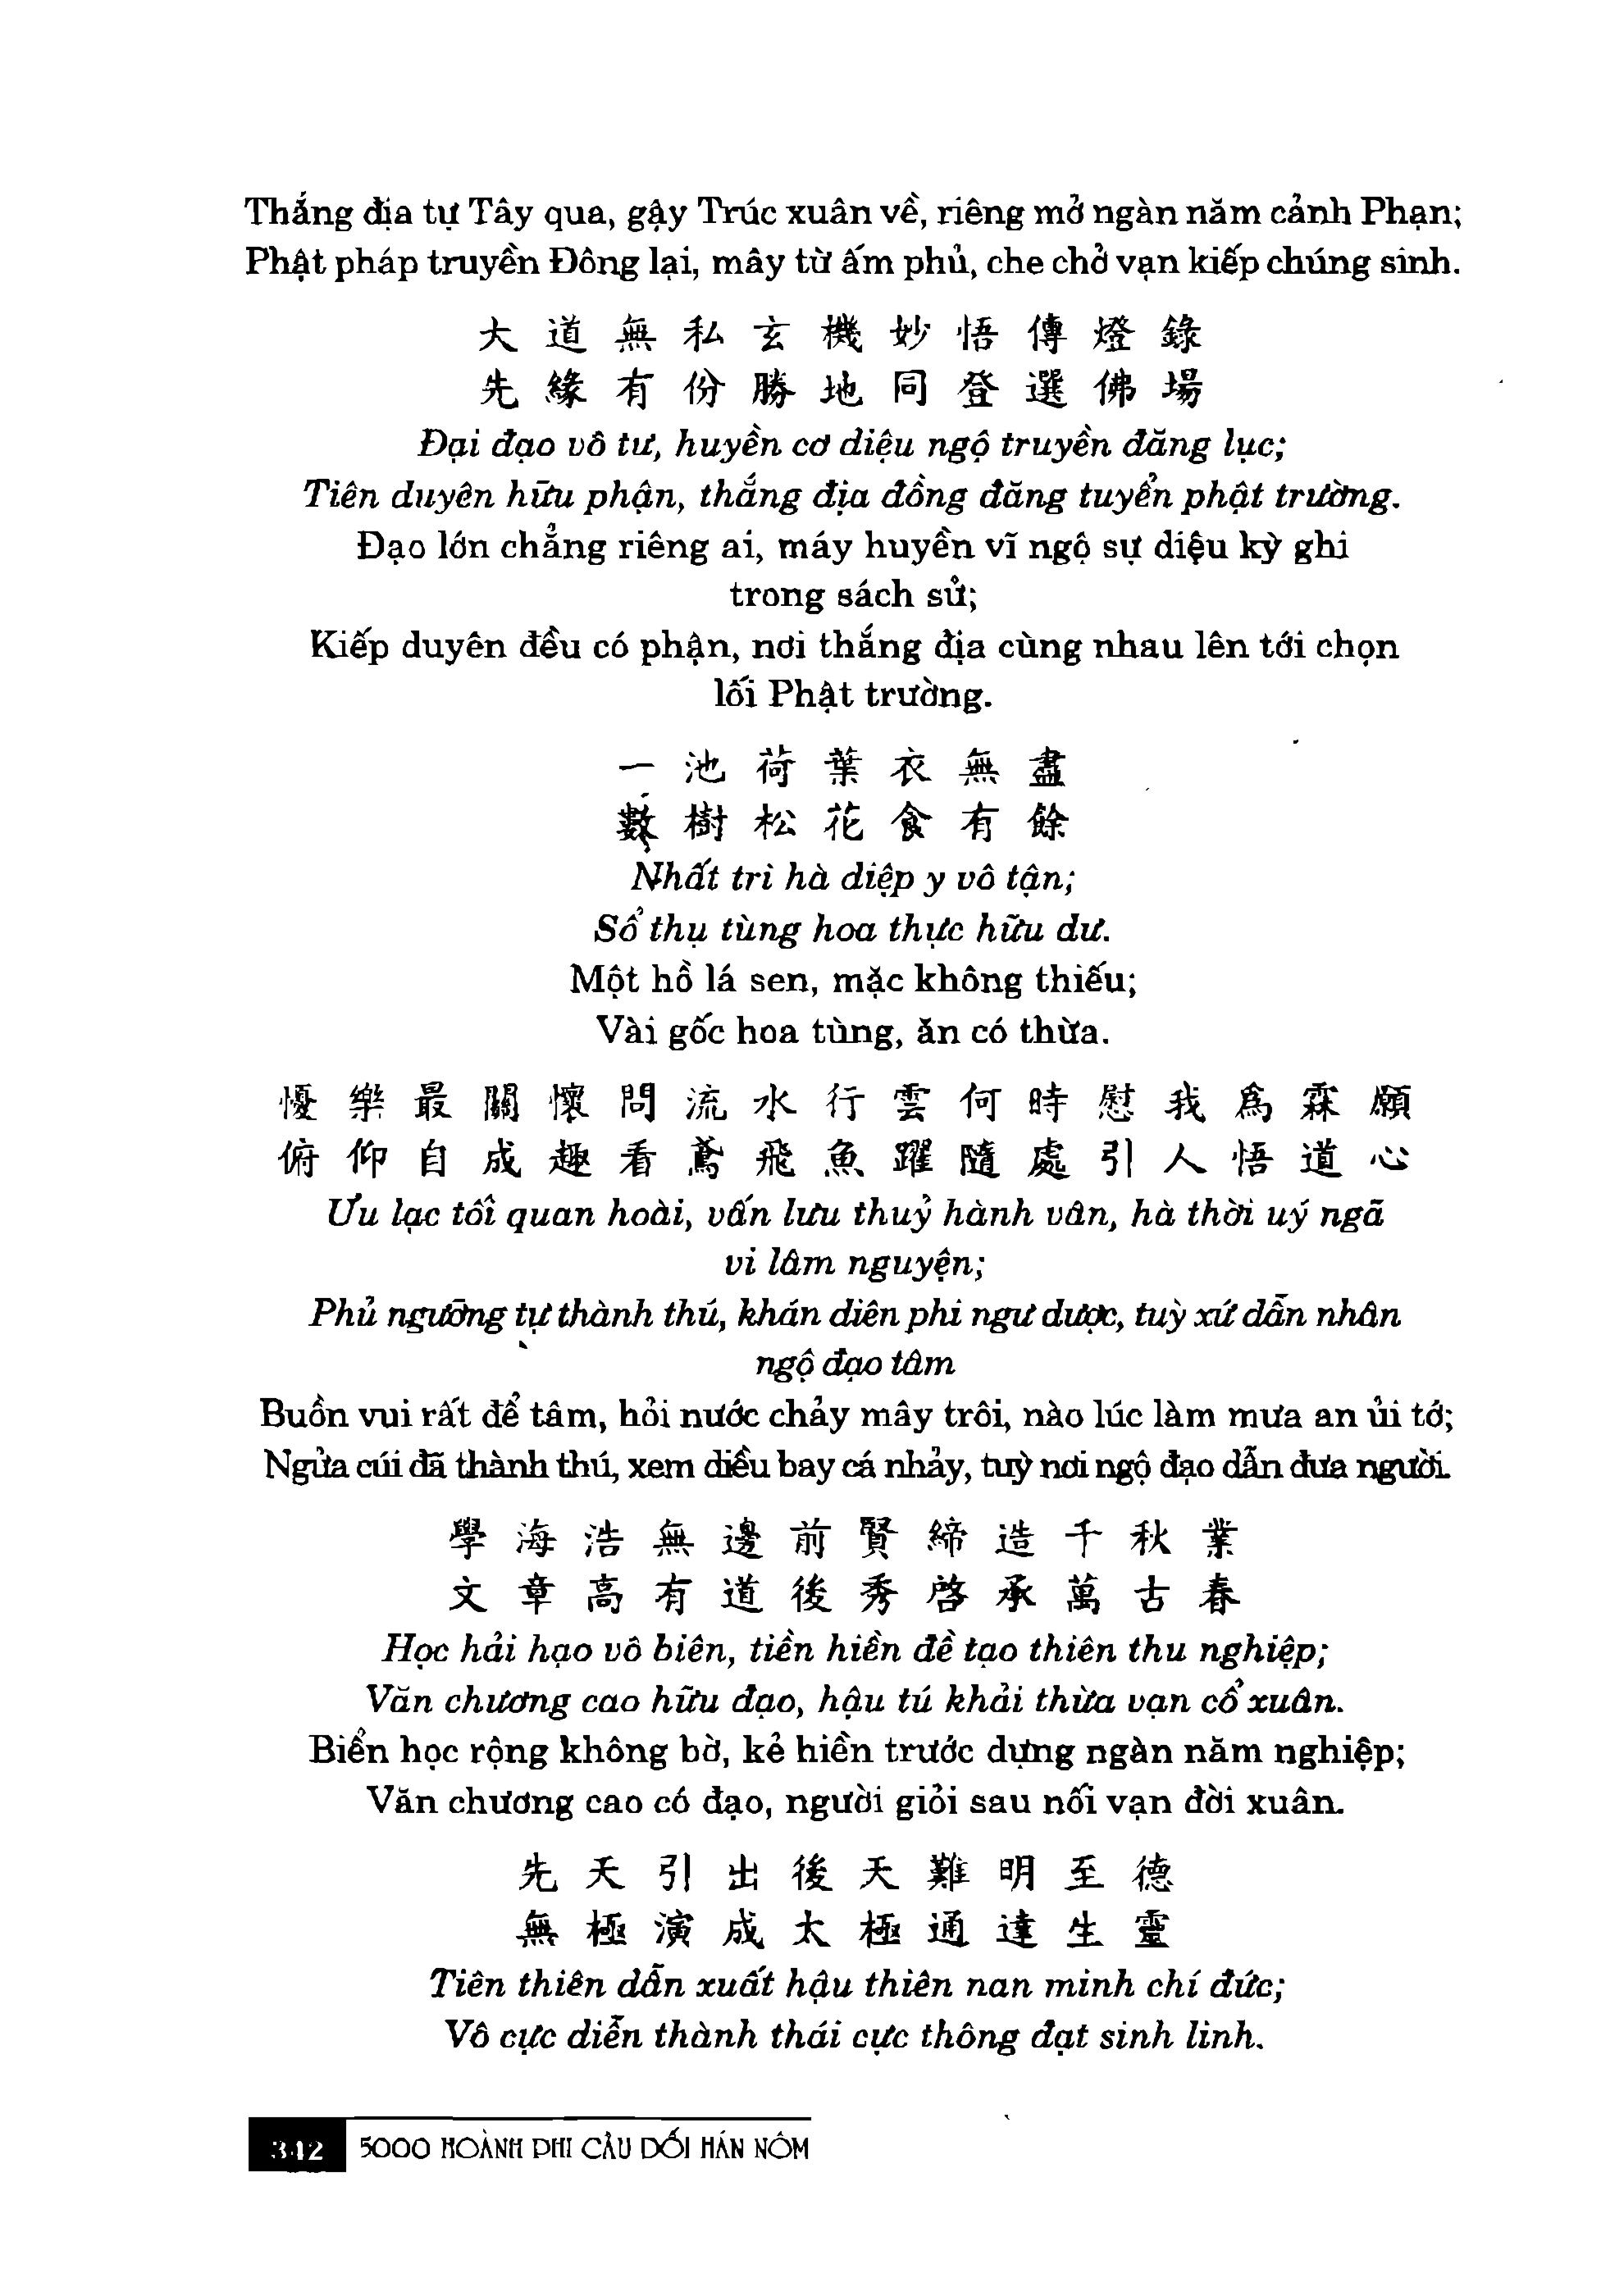 Thắng địa tự Tây qua, gậy Trúc xuân về, riêng mở ngàn năm cảnh Phạn;
Phật pháp truyền Đông lại, mây từ ấm phủ, che chở vạn kiếp chúng sinh.
大道無私玄機妙悟傳燈錄
先緣有份勝地同登選佛場
Đại đạo vô tư, huyền cơ diệu ngộ truyền đăng lục;
Tiên duyên hữu phận, thắng địa đồng đăng tuyển phật trường.
Đạo lớn chẳng riêng ai, máy huyền vĩ ngộ sự diệu kỳ ghi
trong sách sử;
Kiếp duyên đều có phận, nơi thắng địa cùng nhau lên tới chọn
lối Phật trường.
一池荷葉衣無盡
數樹松花食有餘
Nhất trì hà diệp y vô tận;
Sổ thụ tùng hoa thực hữu dư.
Một hồ lá sen, mặc không thiếu;
Vài gốc hoa tùng, ăn có thừa.
懮樂最關懷問流水行雲何時慰我為霖願
俯仰自成趣看鳶飛魚躍隨處引人悟道心
Ưu lạc tối quan hoài, vấn lưu thuỷ hành vân, hà thời uý ngã
vi lâm nguyện;
Phủ ngưỡng tự thành thú, khán diên phi ngư dược, tuỳ xứ dẫn nhân
ngộ đạo tâm
Buồn vui rất để tâm, hỏi nước chảy mây trôi, nào lúc làm mưa an ủi tớ;
Ngửa cúi đã thành thú, xem diều bay cá nhảy, tuỳ nơi ngộ đạo dẫn đưa người.
學海浩無邊前賢締造千秋業
文章高有道後秀啓承萬古春
Học hải hạo vô biên, tiền hiền đề tạo thiên thu nghiệp;
Văn chương cao hữu đạo, hậu tú khải thừa vạn cổ xuân.
Biển học rộng không bờ, kẻ hiền trước dựng ngàn năm nghiệp;
Văn chương cao có đạo, người giỏi sau nối vạn đời xuân.
先天引出後天難明至德
無極演成太極通達生靈
Tiên thiên dẫn xuất hậu thiên nan minh chí đức;
Vô cực diễn thành thái cực thông đạt sinh linh.
342 5000 HOÀNH PHI CÂU ĐỐI HÁN NÔM